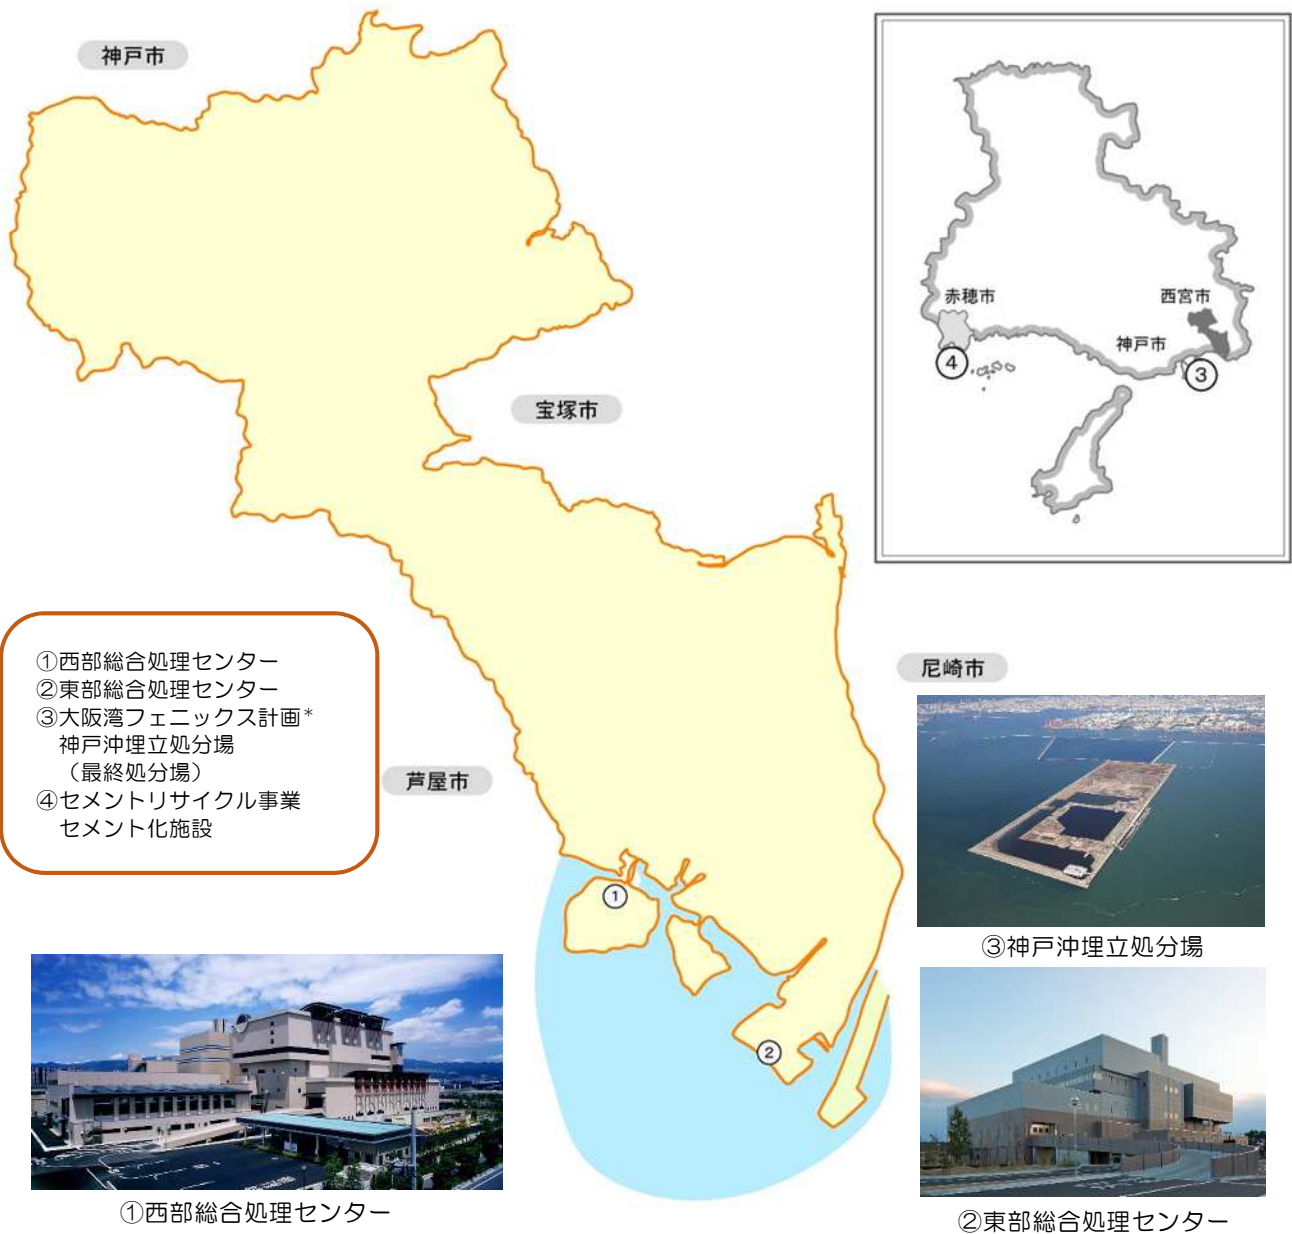 神戸市
赤穂市
西宮市
神戸市
④
③
宝塚市
①西部総合処理センター
②東部総合処理センター
③大阪湾フェニックス計画*
神戸沖埋立処分場
（最終処分場）
④セメントリサイクル事業
セメント化施設
尼崎市
芦屋市
①
②
③神戸沖埋立処分場
①西部総合処理センター
②東部総合処理センター